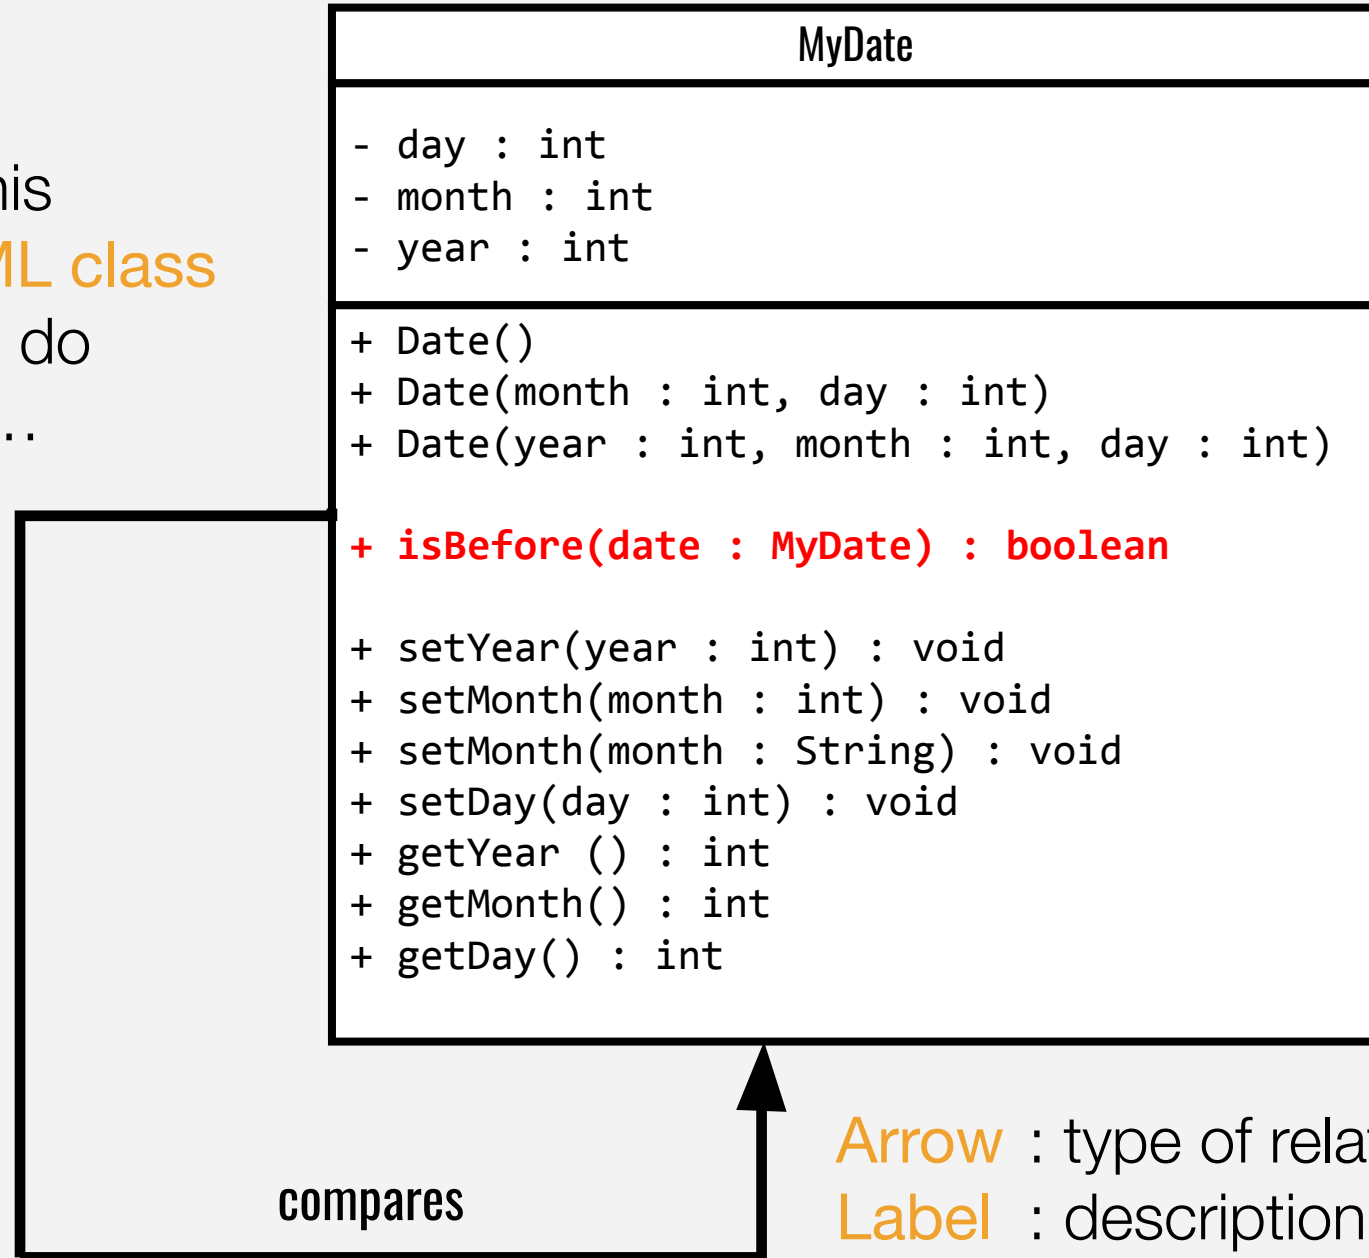 MyDate
- day : int
- month : int
- year : int
class
do
...
+ Date()
+ Date(month : int, day : int)
+ Date(year : int, month : int, day : int)
+ isBefore(date : MyDate) : boolean
+ setYear(year : int) : void
+ setMonth(month : int) : void
+ setMonth(month : String) : void
+ setDay(day : int) : void
+ getYear () : int
+ getMonth() : int
+ getDay() : int
compares
Arrow : type of
Label : description